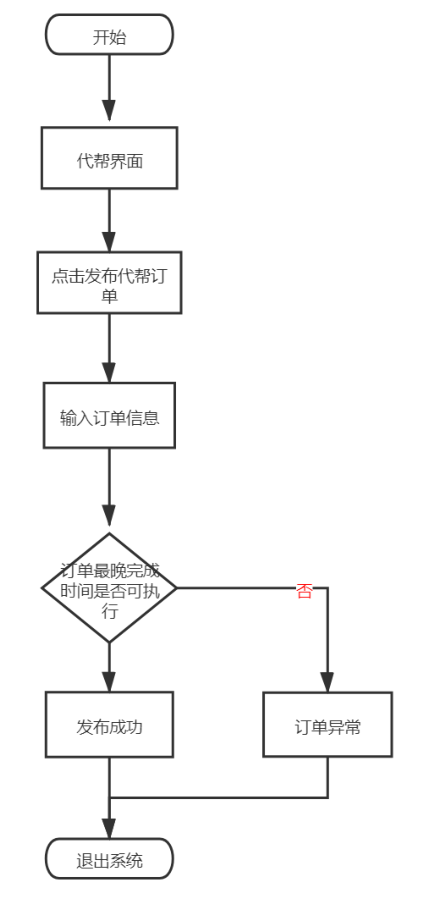 开始
代帮界面
点击发布代帮订
单
输入订单信息
订单最晚完成
时间是否可执
行
否
发布成功
订单异常
退出系统